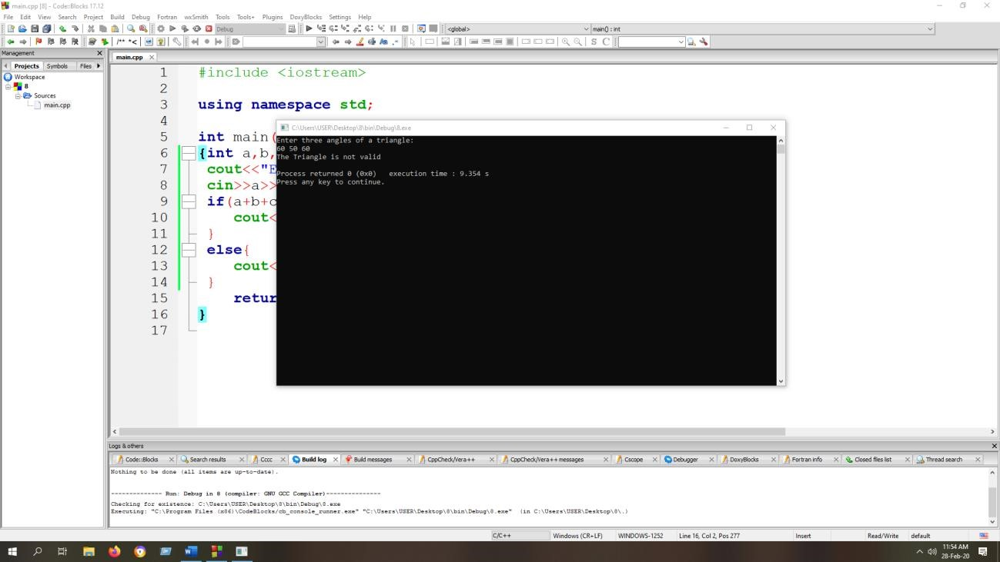 main.cpp [8] - Code::Blocks 17.12
File Edit View Search Project Build Debug Fortran wxSmith Tools Tools+ Plugins DoxyBlocks Settings Help
Debug <global> main() : int
/** *< S C
Management
Projects Symbols Files
Workspace
8
Sources
main.cpp
main.cpp
1 #include <iostream>
2
3 using namespace std;
4
5 int main(
6 {int a,b,
7 cout<<"E
8 cin>>a>>
9 if(a+b+c
10 cout<
11 }
12 else{
13 cout<
14 }
15 retur
16 }
17
C:\Users\USER\Desktop\8\bin\Debug\8.exe
Enter three angles of a triangle:
60 50 60
The Triangle is not valid
Process returned 0 (0x0) execution time : 9.354 s
Press any key to continue.
Logs & others
Code::Blocks Search results Cccc Build log Build messages CppCheck/Vera++ CppCheck/Vera++ messages Cscope Debugger DoxyBlocks Fortran info Closed files list Thread search
Nothing to be done (all items are up-to-date).
-------------- Run: Debug in 8 (compiler: GNU GCC Compiler)---------------
Checking for existence: C:\Users\USER\Desktop\8\bin\Debug\8.exe
Executing: "C:\Program Files (x86)\CodeBlocks/cb_console_runner.exe" "C:\Users\USER\Desktop\8\bin\Debug\8.exe" (in C:\Users\USER\Desktop\8\.)
C/C++ Windows (CR+LF) WINDOWS-1252 Line 16, Col 2, Pos 277 Insert Read/Write default
11:54 AM
28-Feb-20